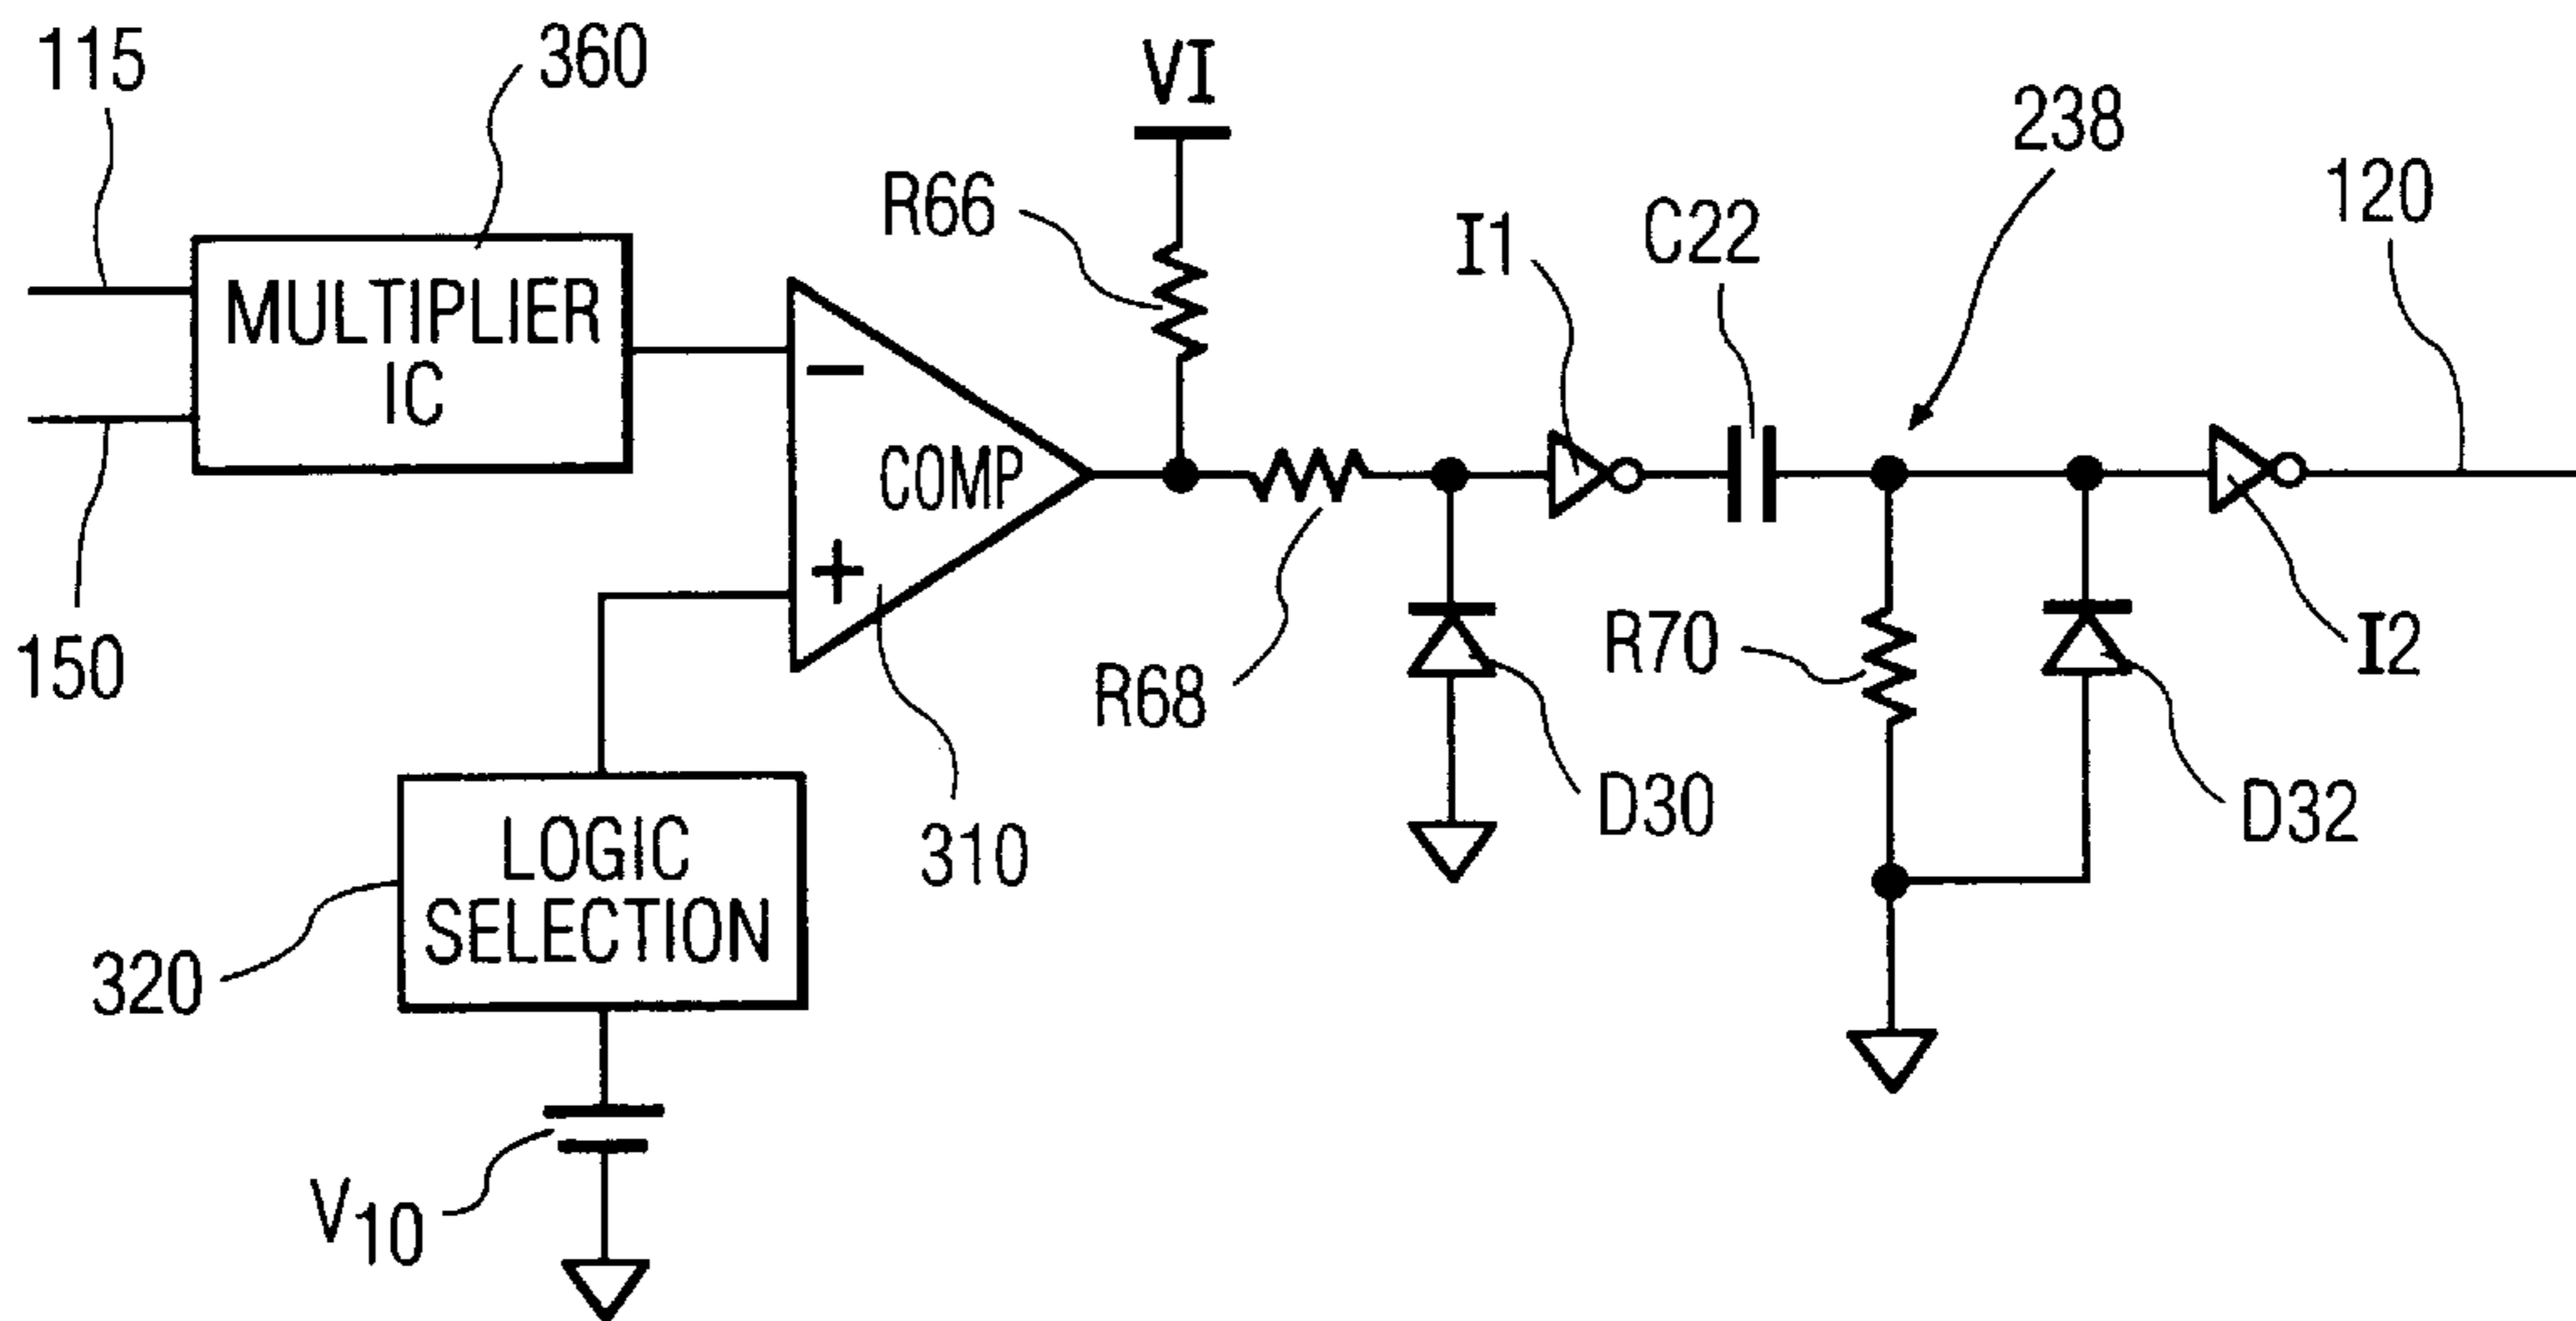 115
360
VI
238
R66
I1
C22
120
MULTIPLIER
IC
−
COMP
+
150
R68
R70
I2
D30
D32
310
LOGIC
SELECTION
320
V10